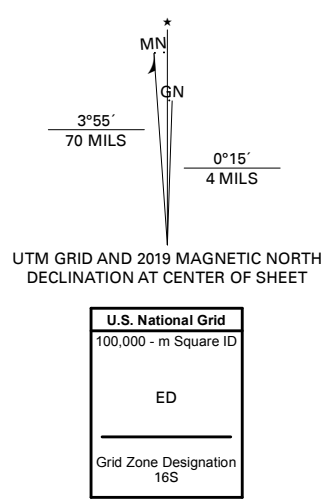 ★
MN
GN
3°55´
70 MILS
0°15´
4 MILS
UTM GRID AND 2019 MAGNETIC NORTH
DECLINATION AT CENTER OF SHEET
U.S. National Grid
100,000 - m Square ID
ED
Grid Zone Designation
16S